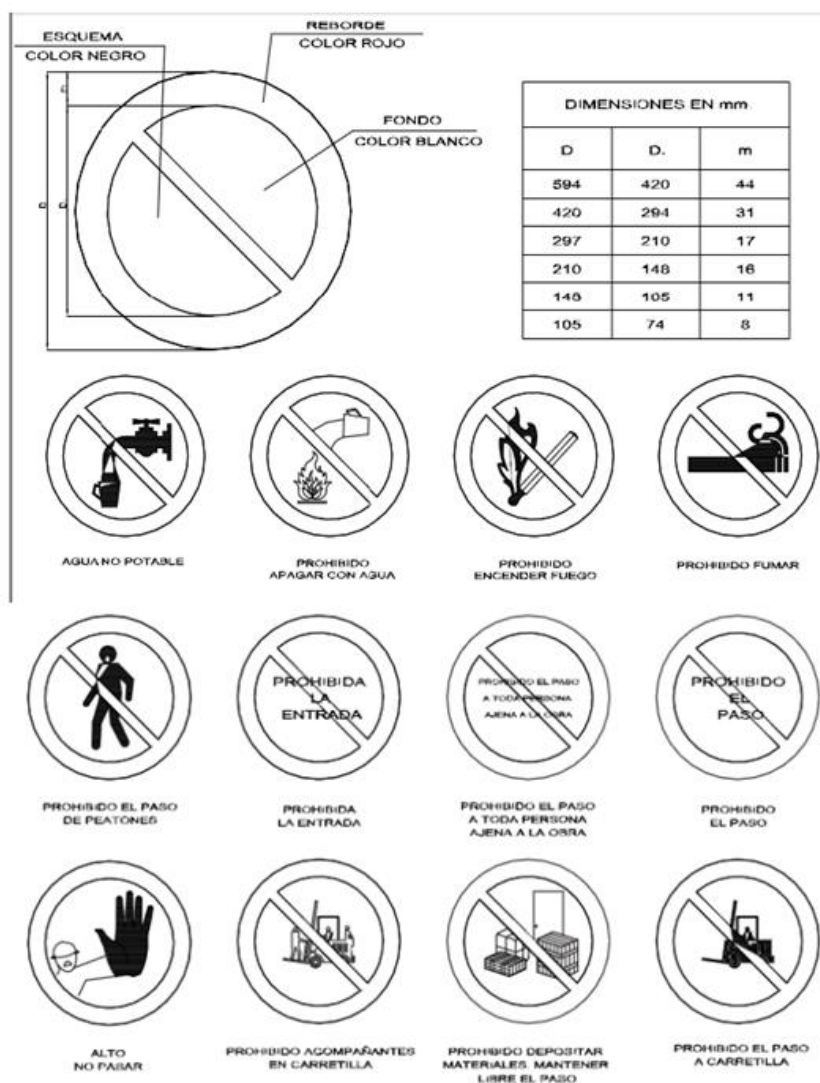 ESQUEMA
COLOR NEGRO
REBORDE
COLOR ROJO
FONDO
COLOR BLANCO
DIMENSIONES EN mm
D D. m
594 420 44
420 294 31
297 210 17
210 148 16
148 105 11
105 74 8
AGUA NO POTABLE
PROHIBIDO
APAGAR CON AGUA
PROHIBIDO
ENCENDER FUEGO
PROHIBIDO FUMAR
PROHIBIDA
LA
ENTRADA
PROHIBIDO EL PASO
A TODA PERSONA
AJENA A LA OBRA
PROHIBIDO
EL
PASO
PROHIBIDO EL PASO
DE PEATONES
PROHIBIDA
LA ENTRADA
PROHIBIDO EL PASO
A TODA PERSONA
AJENA A LA OBRA
PROHIBIDO
EL PASO
ALTO
NO PASAR
PROHIBIDO ACOMPAÑANTES
EN CARRETILLA
PROHIBIDO DEPOSITAR
MATERIALES. MANTENER
LIBRE EL PASO
PROHIBIDO EL PASO
A CARRETILLA